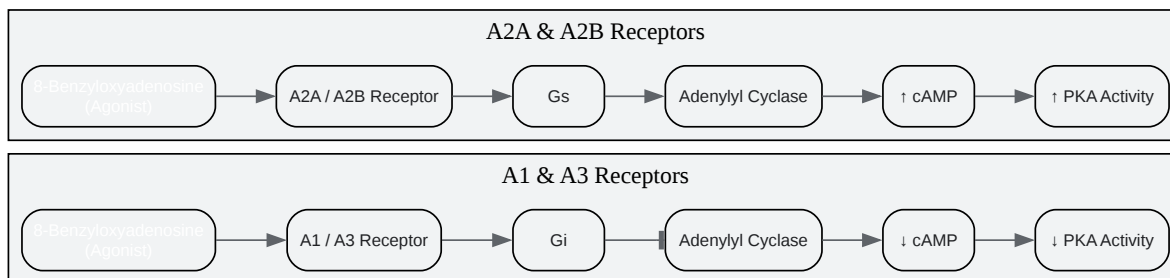 A2A & A2B Receptors
8-Benzyloxyadenosine
(Agonist)
A2A / A2B Receptor
Gs
Adenylyl Cyclase
↑ cAMP
↑ PKA Activity
A1 & A3 Receptors
8-Benzyloxyadenosine
(Agonist)
A1 / A3 Receptor
Gi
Adenylyl Cyclase
↓ cAMP
↓ PKA Activity